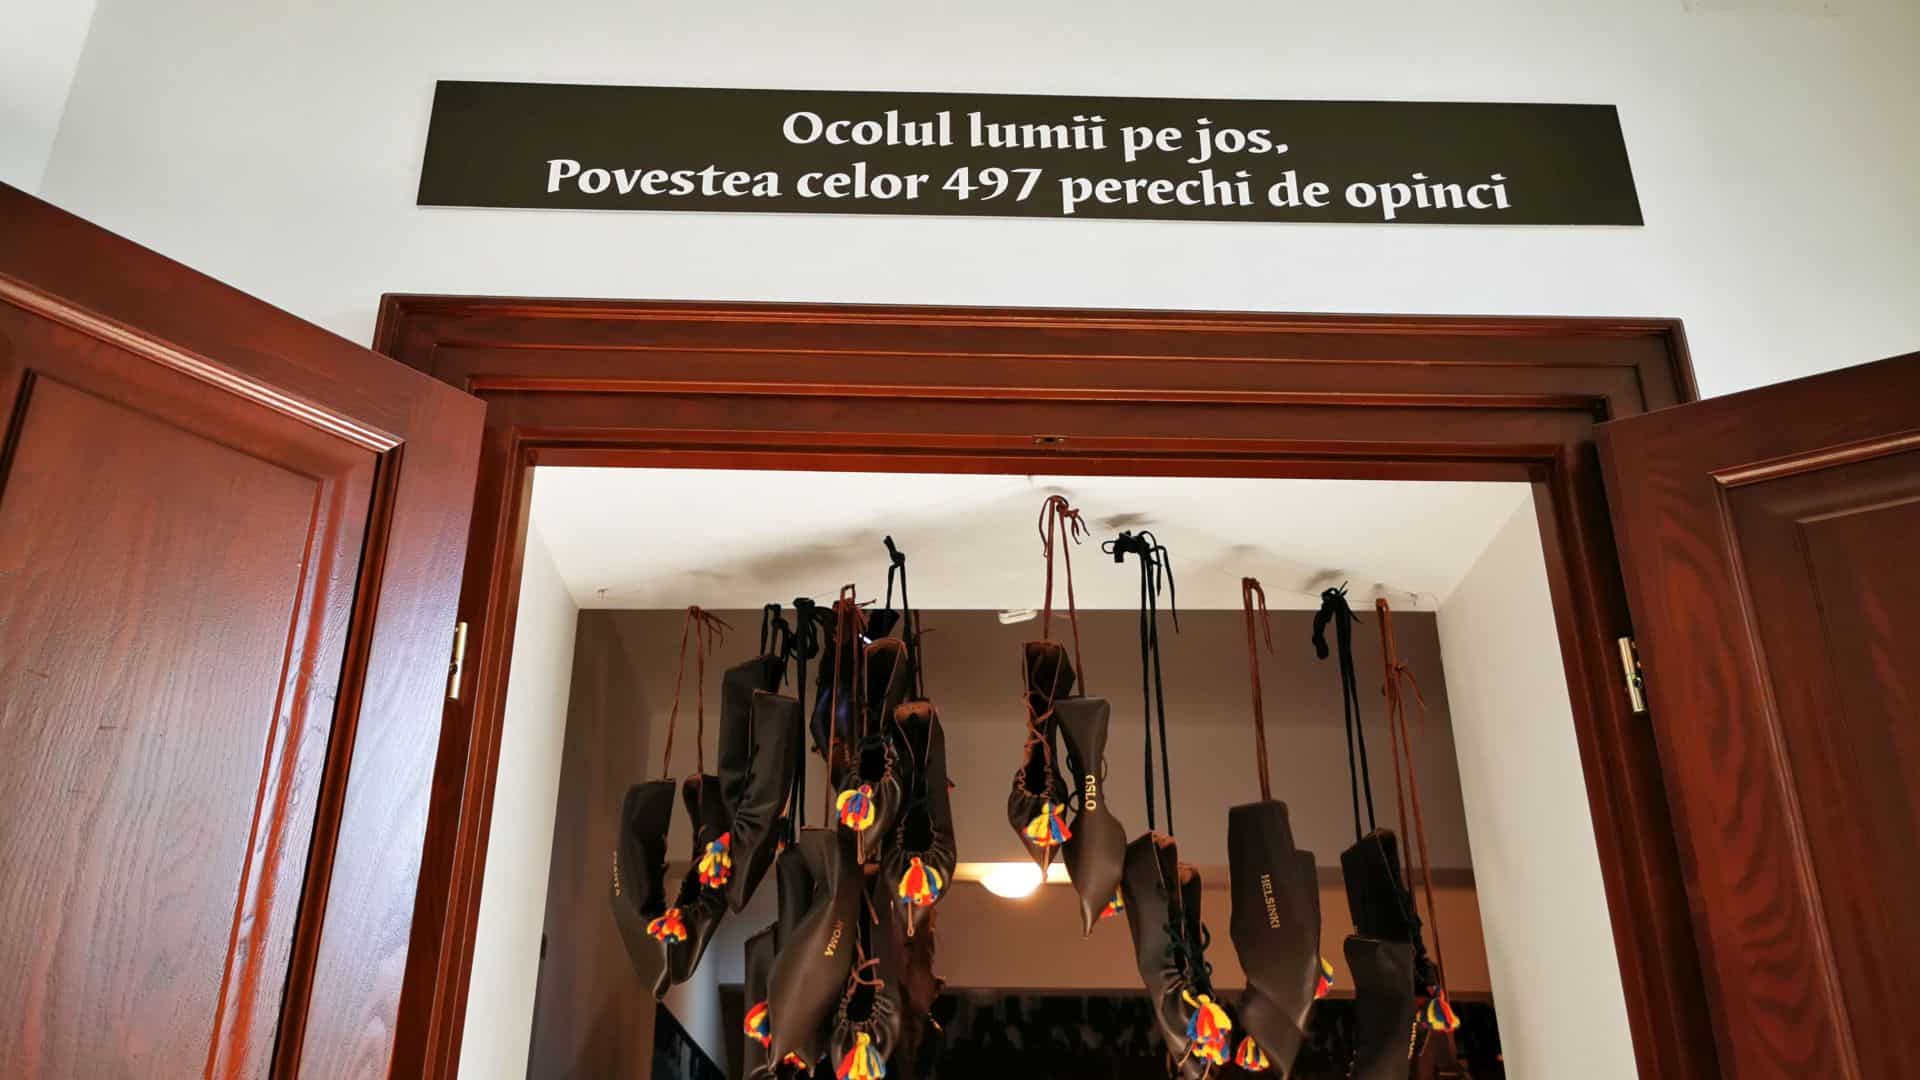 Ocolul lumii pe jos.
Povestea celor 497 perechi de opinci
OSLO
HELSINKI
ROMA